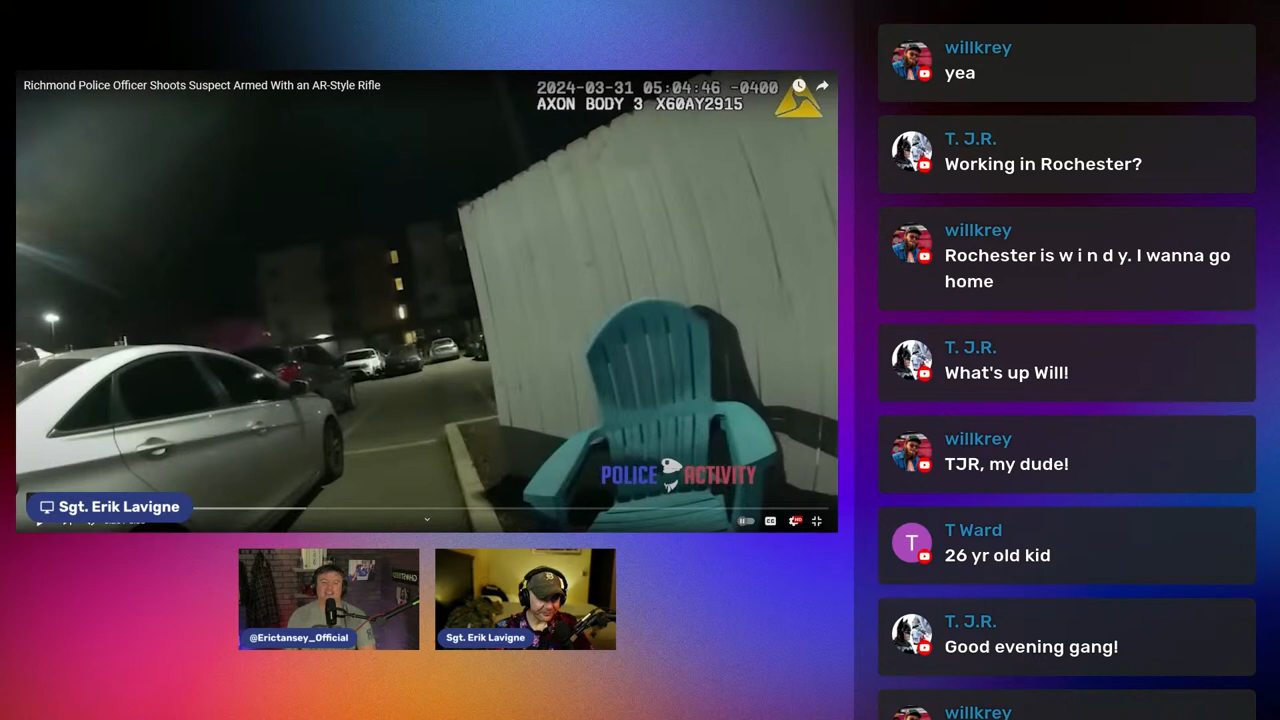 Richmond Police Officer Shoots Suspect Armed With an AR-Style Rifle
2024-03-31 05:04:46 -0400
AXON BODY 3 X60AY2915
POLICE ACTIVITY
Sgt. Erik Lavigne
@Erictansey_Official
Sgt. Erik Lavigne
willkrey
yea
T. J.R.
Working in Rochester?
willkrey
Rochester is w i n d y. I wanna go
home
T. J.R.
What's up Will!
willkrey
TJR, my dude!
T
T Ward
26 yr old kid
T. J.R.
Good evening gang!
willkrey